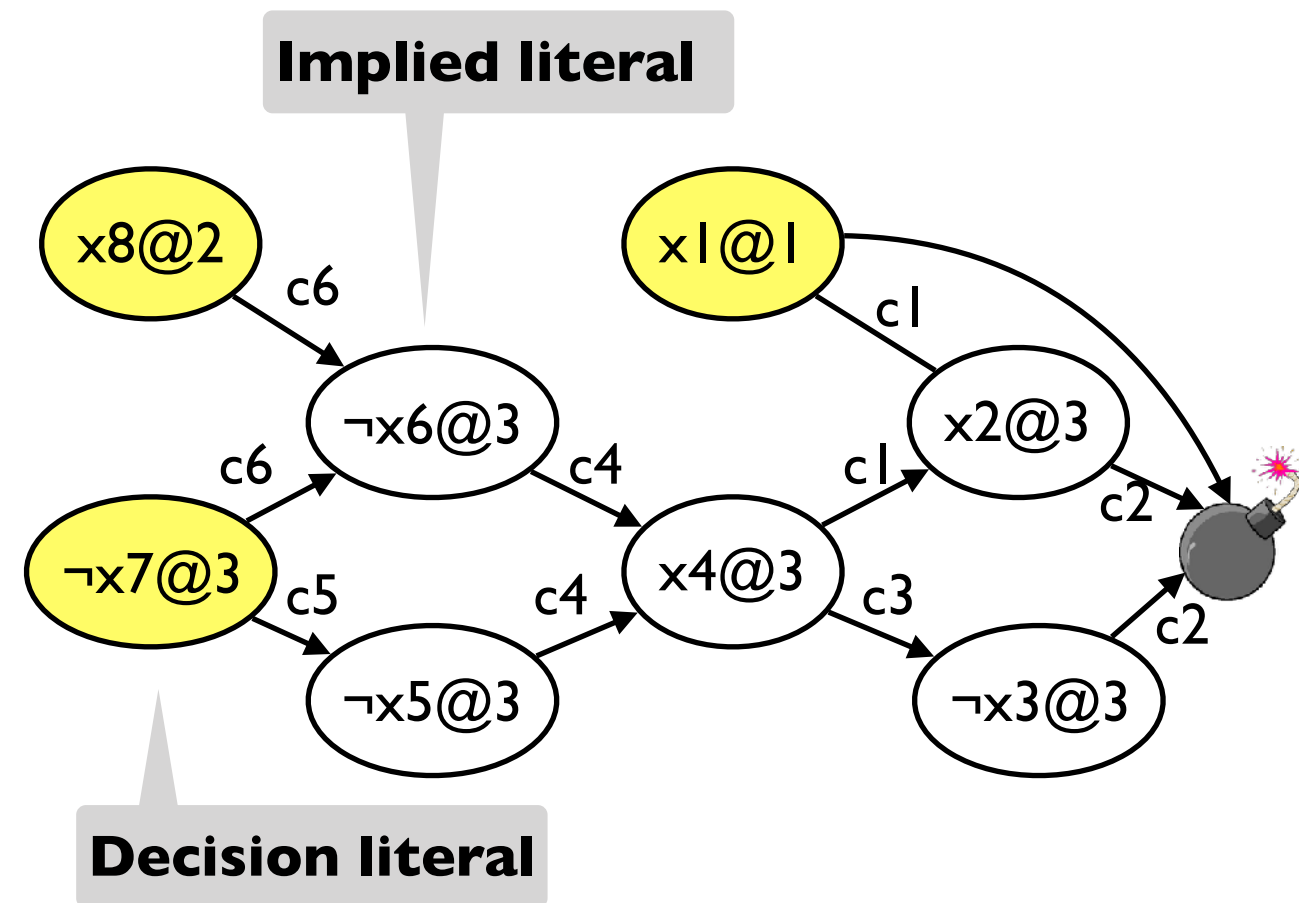 Implied literal
x8@2
x1@1
c6
c1
¬x6@3
x2@3
c6
c4
c1
c2
¬x7@3
x4@3
c5
c4
c3
c2
¬x5@3
¬x3@3
Decision literal